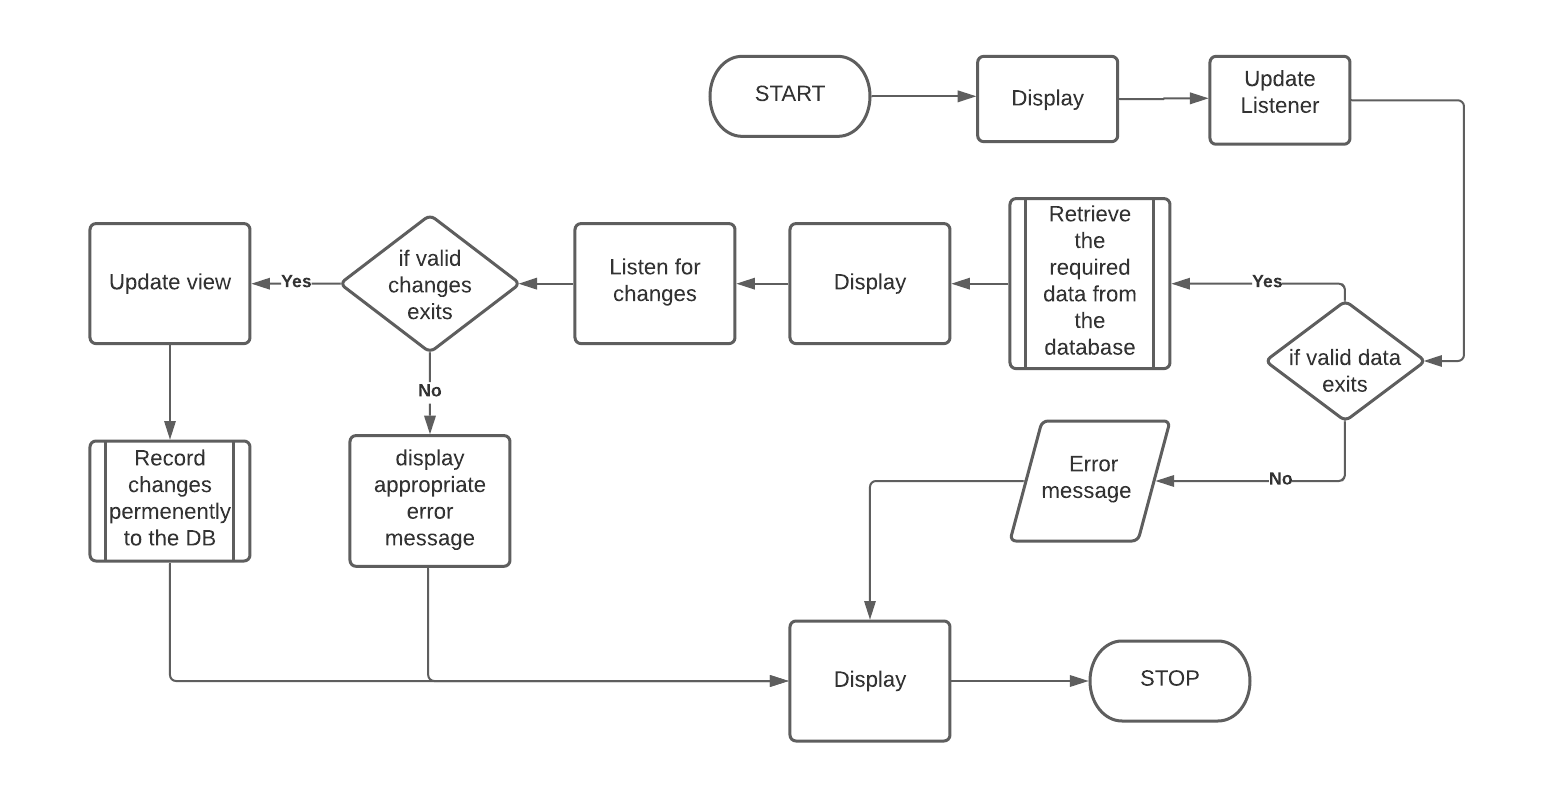 START
Display
Update
Listener
Retrieve
the
required
data from
the
database
Display
Listen for
changes
if valid
changes
exits
Update view
Yes
Yes
if valid data
exits
No
No
Error
message
display
appropriate
error
message
Record
changes
permenently
to the DB
Display
STOP